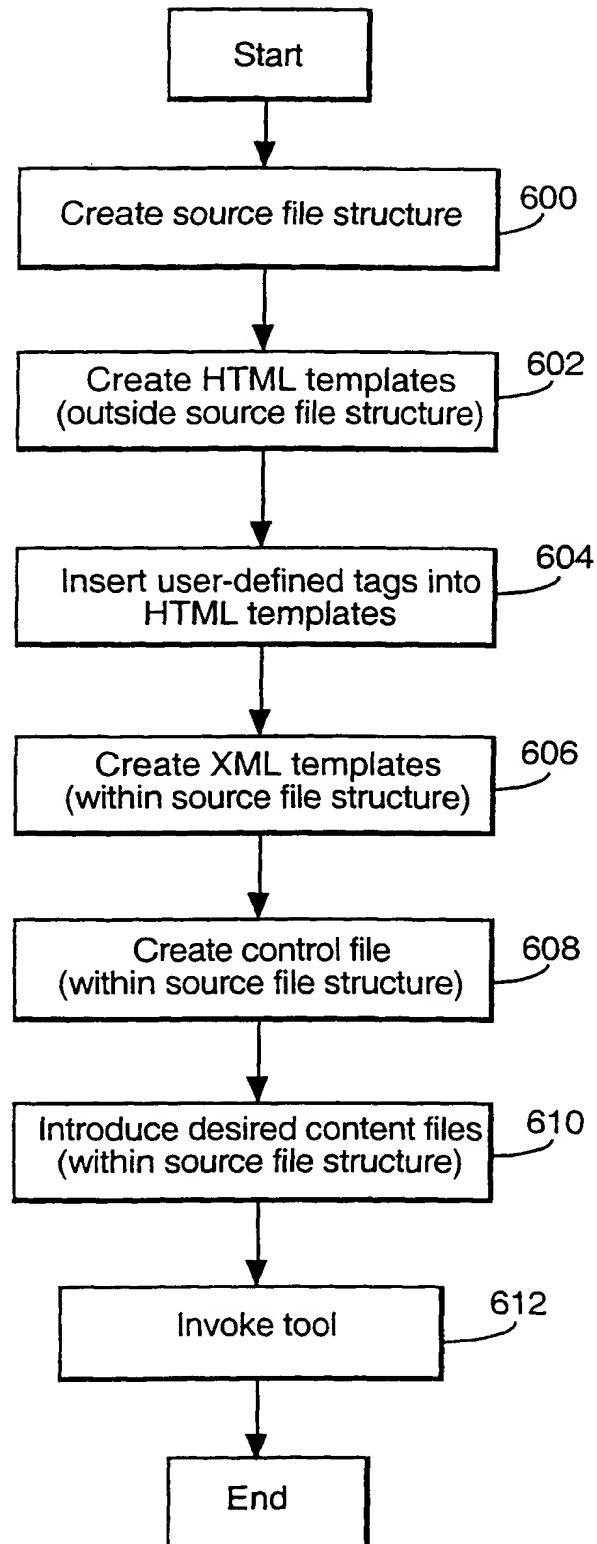 Start
Create source file structure
600
Create HTML templates
(outside source file structure)
602
Insert user-defined tags into
HTML templates
604
Create XML templates
(within source file structure)
606
Create control file
(within source file structure)
608
Introduce desired content files
(within source file structure)
610
Invoke tool
612
End